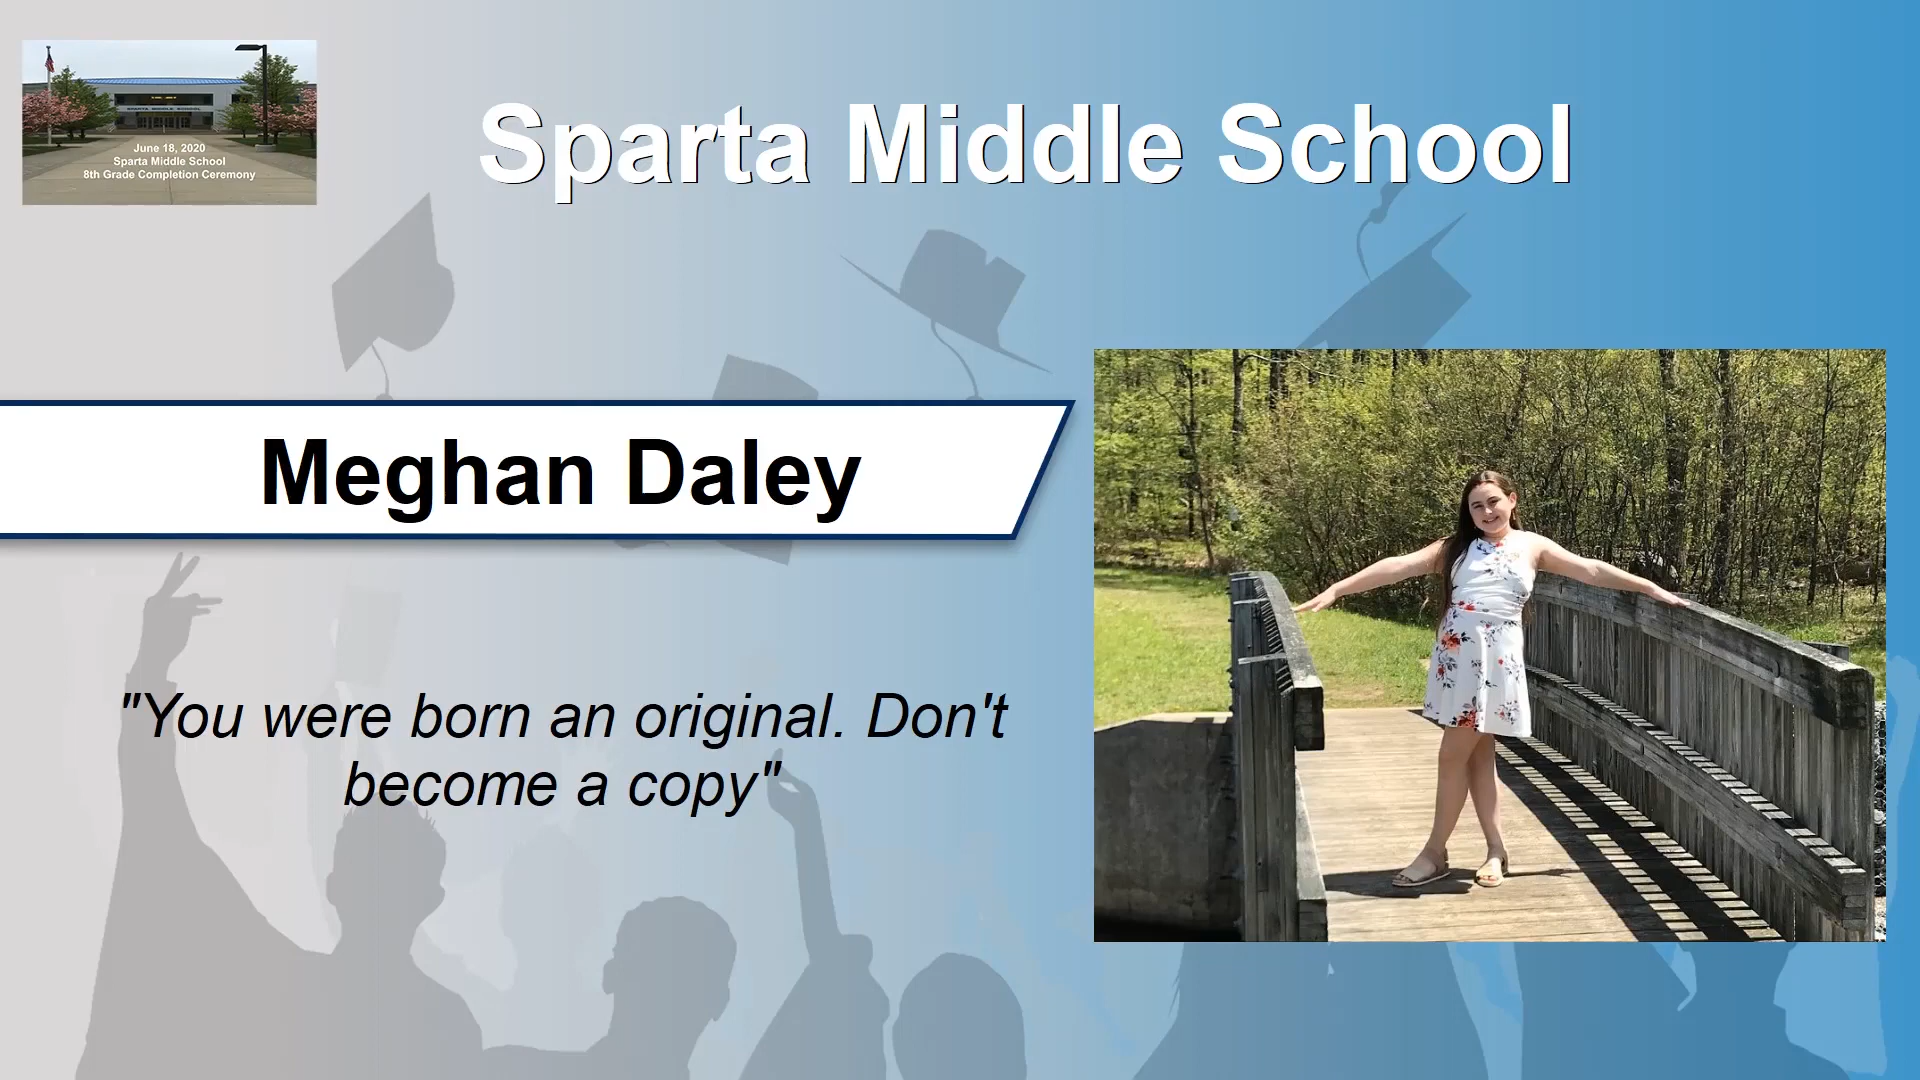 June 18, 2020
Sparta Middle School
8th Grade Completion Ceremony
Sparta Middle School
Meghan Daley
"You were born an original. Don't
become a copy"